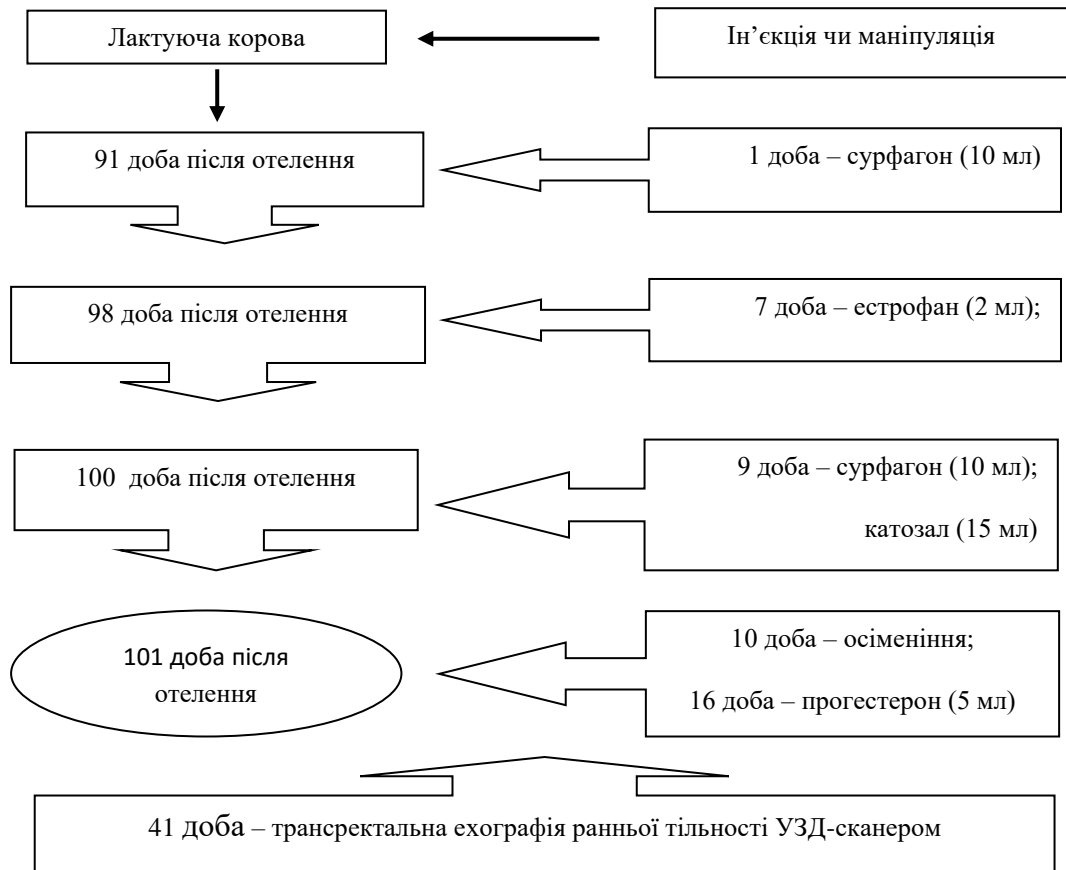 Лактуюча корова
Ін’єкція чи маніпуляція
91 доба після отелення
1 доба – сурфагон (10 мл)
98 доба після отелення
7 доба – естрофан (2 мл);
100 доба після отелення
9 доба – сурфагон (10 мл);
катозал (15 мл)
101 доба після
отелення
10 доба – осіменіння;
16 доба – прогестерон (5 мл)
41 доба – трансректальна ехографія ранньої тільності УЗД-сканером